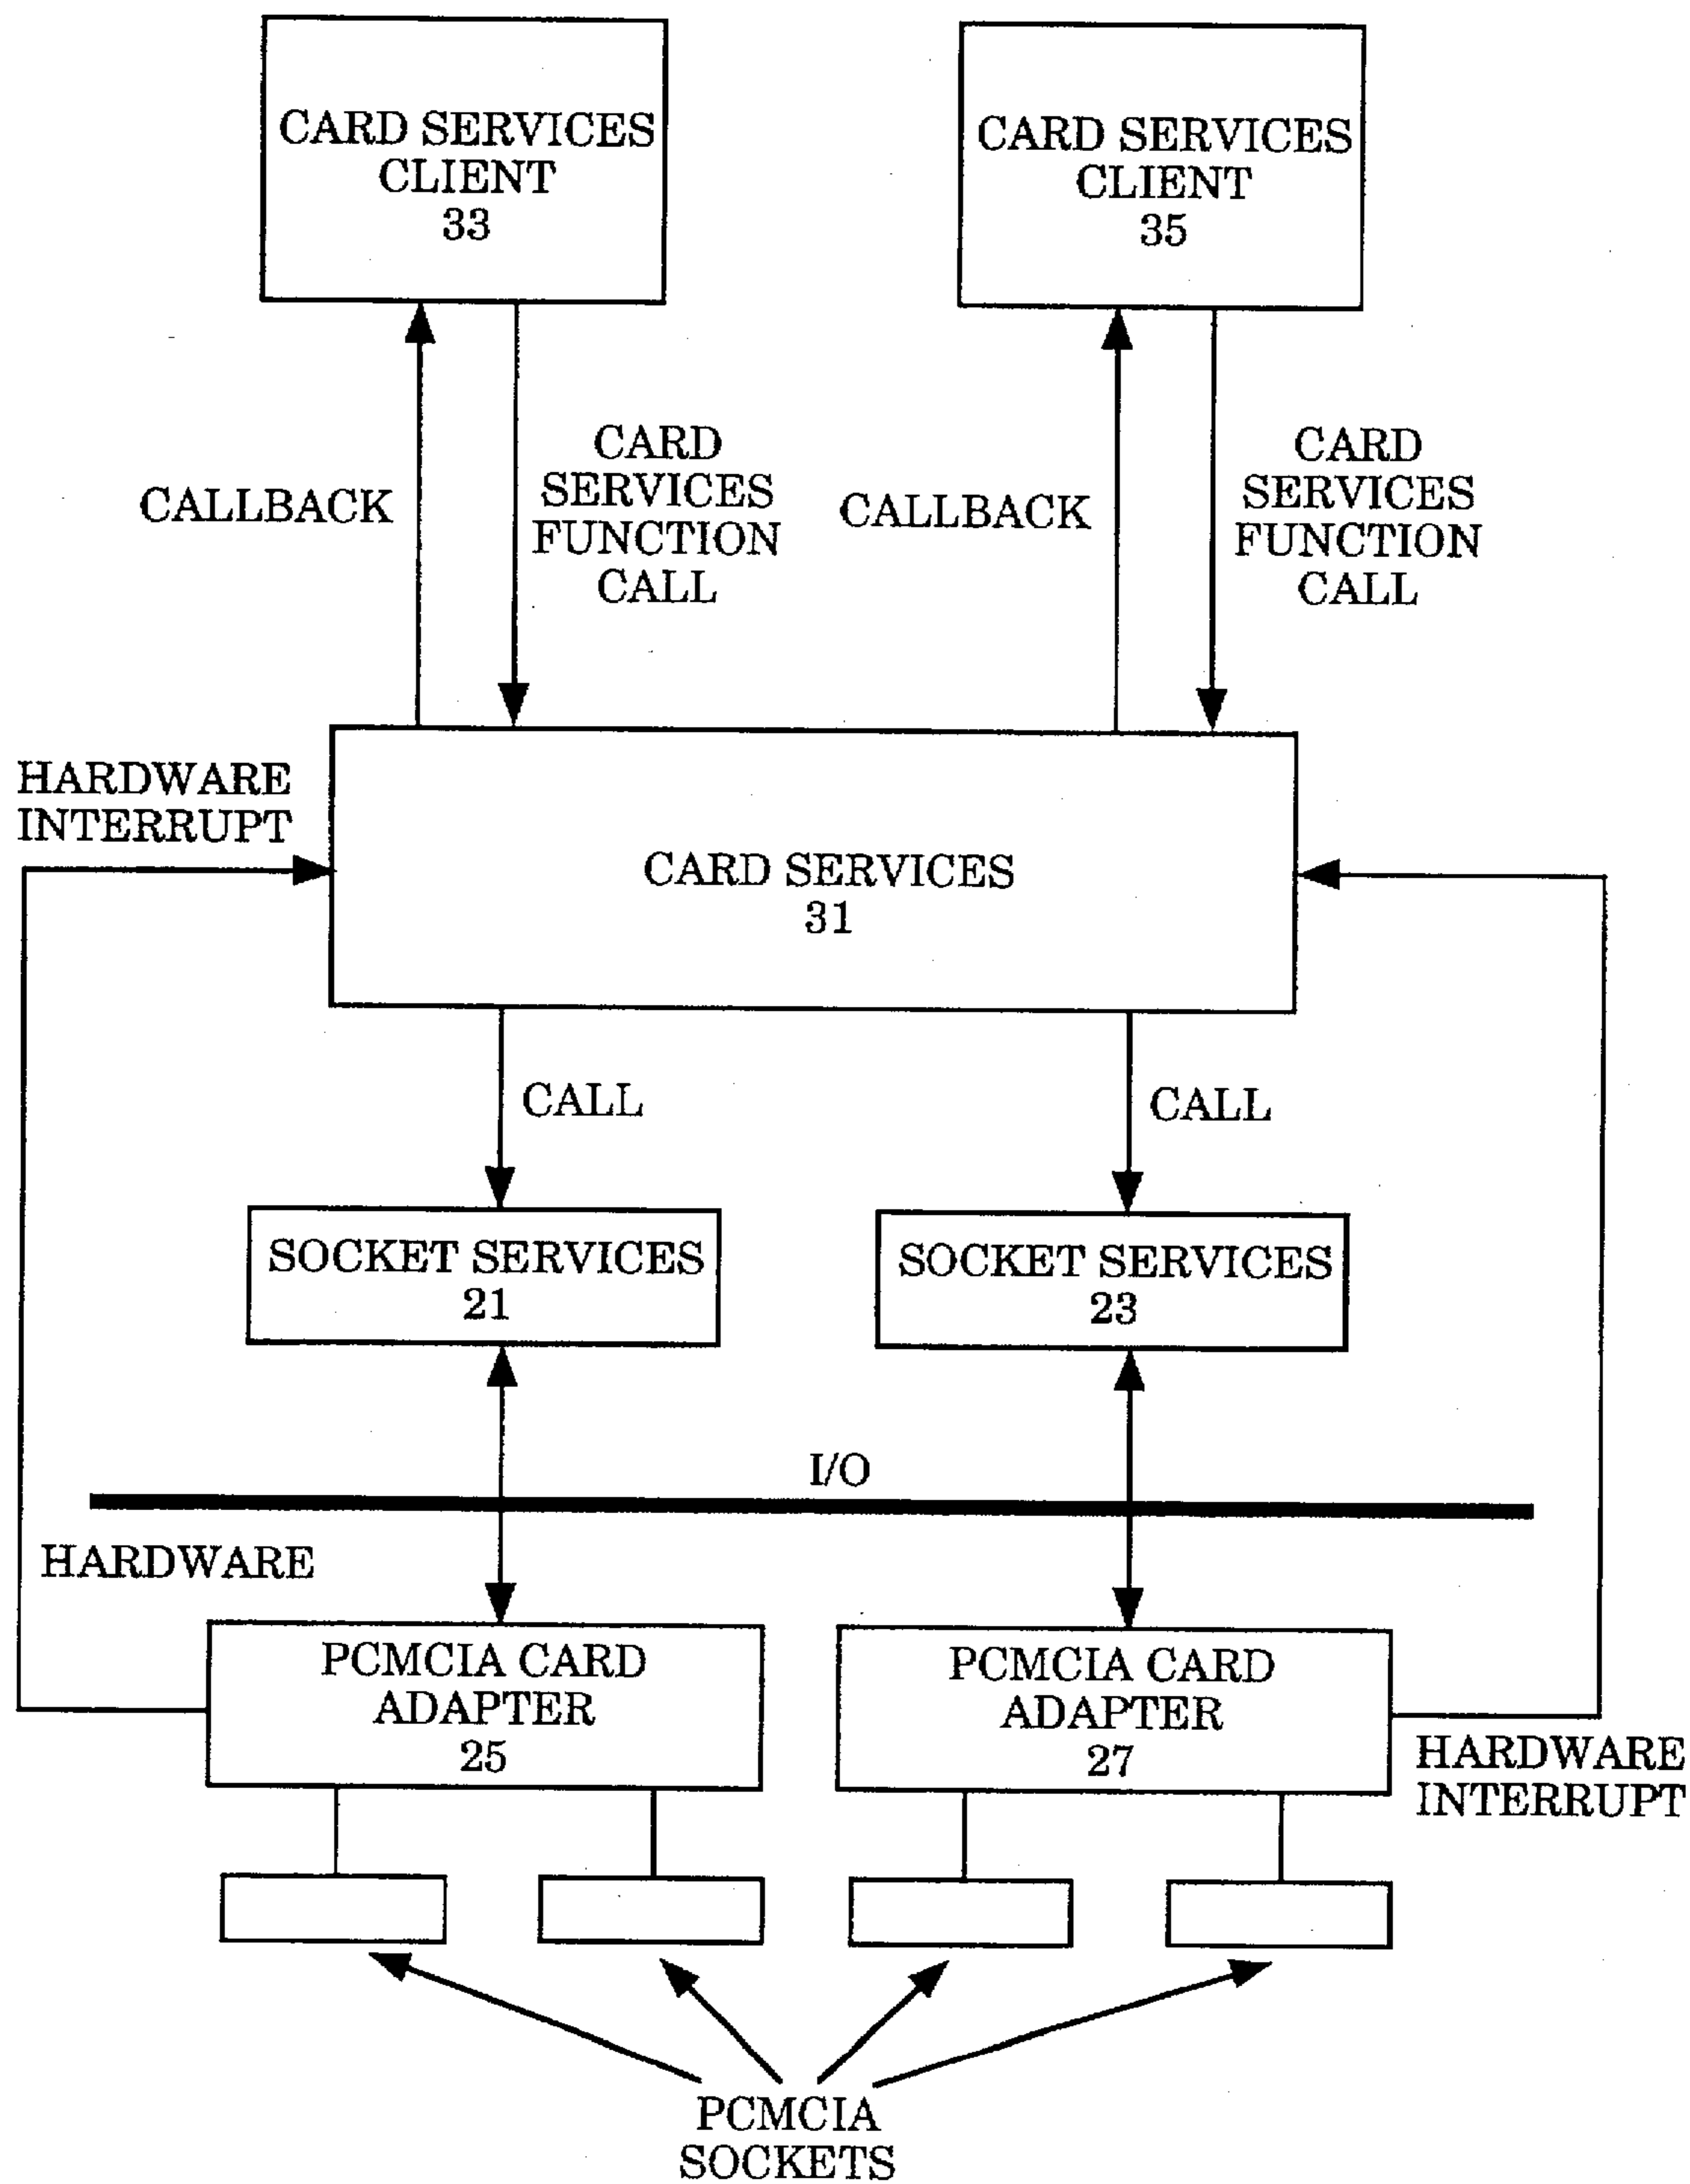 CARD SERVICES
CLIENT
33
CARD SERVICES
CLIENT
35
CALLBACK
CARD
SERVICES
FUNCTION
CALL
CALLBACK
CARD
SERVICES
FUNCTION
CALL
HARDWARE
INTERRUPT
CARD SERVICES
31
CALL
CALL
SOCKET SERVICES
21
SOCKET SERVICES
23
I/O
HARDWARE
PCMCIA CARD
ADAPTER
25
PCMCIA CARD
ADAPTER
27
HARDWARE
INTERRUPT
PCMCIA
SOCKETS